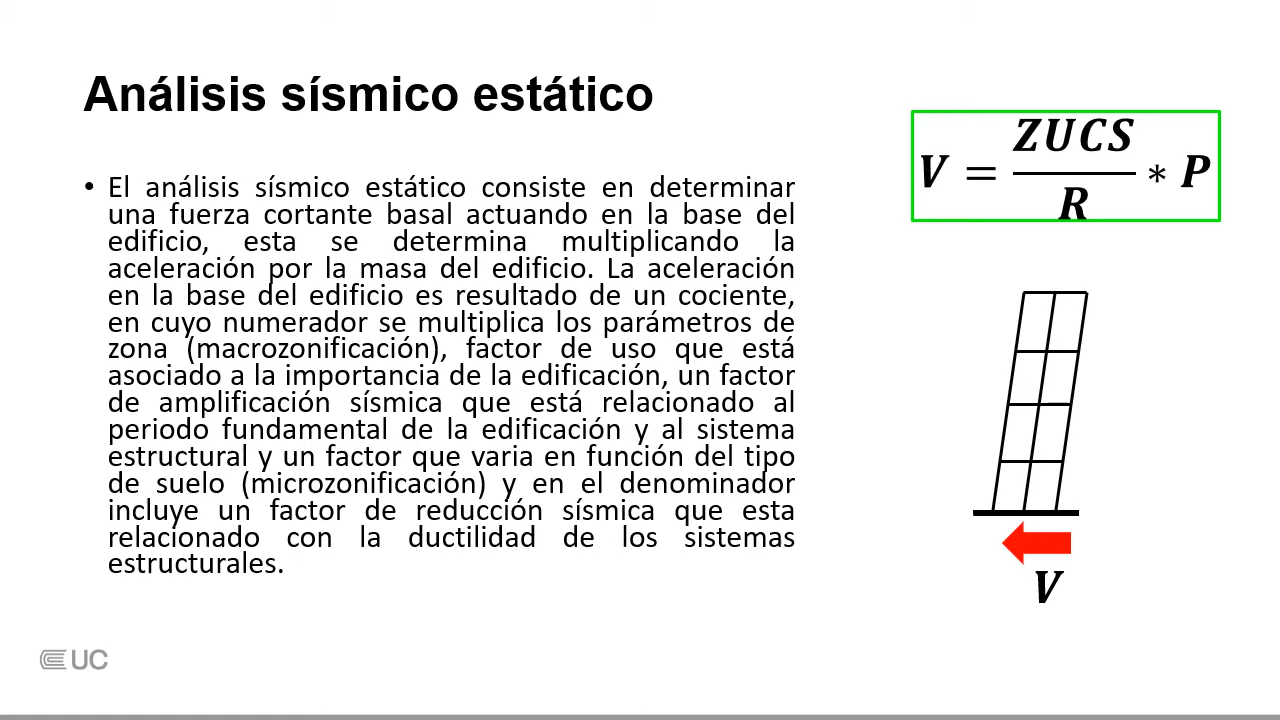 Análisis sísmico estático
• El análisis sísmico estático consiste en determinar
una fuerza cortante basal actuando en la base del
edificio, esta se determina multiplicando la
aceleración por la masa del edificio. La aceleración
en la base del edificio es resultado de un cociente,
en cuyo numerador se multiplica los parámetros de
zona (macrozonificación), factor de uso que está
asociado a la importancia de la edificación, un factor
de amplificación sísmica que está relacionado al
periodo fundamental de la edificación y al sistema
estructural y un factor que varia en función del tipo
de suelo (microzonificación) y en el denominador
incluye un factor de reducción sísmica que esta
relacionado con la ductilidad de los sistemas
estructurales.
V = ZUCS / R * P
V
UC